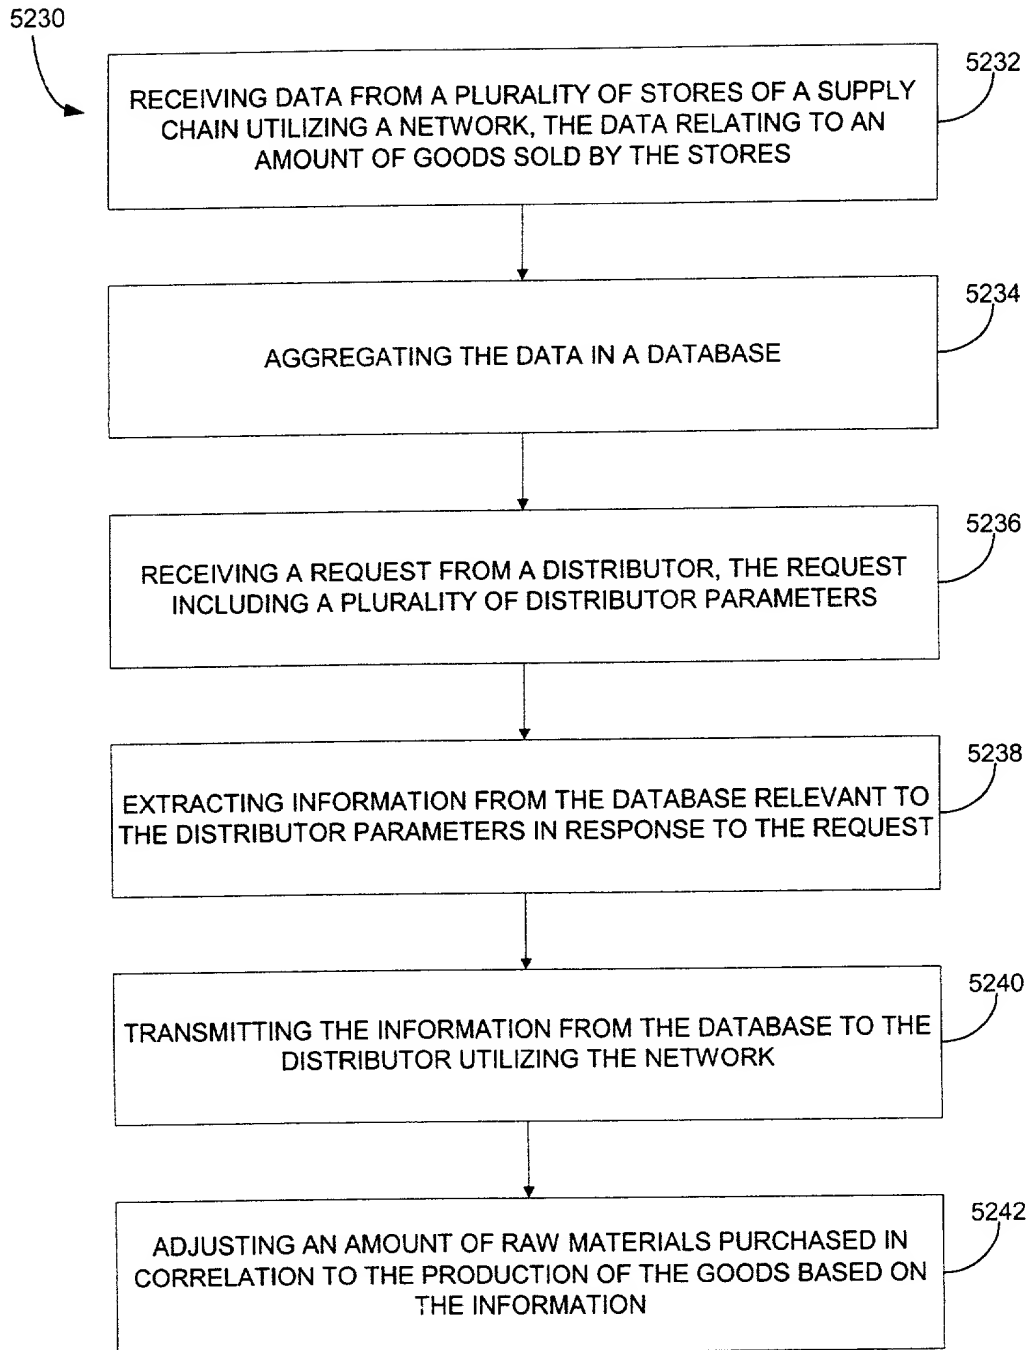 5230
5232
RECEIVING DATA FROM A PLURALITY OF STORES OF A SUPPLY
CHAIN UTILIZING A NETWORK, THE DATA RELATING TO AN
AMOUNT OF GOODS SOLD BY THE STORES
5234
AGGREGATING THE DATA IN A DATABASE
5236
RECEIVING A REQUEST FROM A DISTRIBUTOR, THE REQUEST
INCLUDING A PLURALITY OF DISTRIBUTOR PARAMETERS
5238
EXTRACTING INFORMATION FROM THE DATABASE RELEVANT TO
THE DISTRIBUTOR PARAMETERS IN RESPONSE TO THE REQUEST
5240
TRANSMITTING THE INFORMATION FROM THE DATABASE TO THE
DISTRIBUTOR UTILIZING THE NETWORK
5242
ADJUSTING AN AMOUNT OF RAW MATERIALS PURCHASED IN
CORRELATION TO THE PRODUCTION OF THE GOODS BASED ON
THE INFORMATION